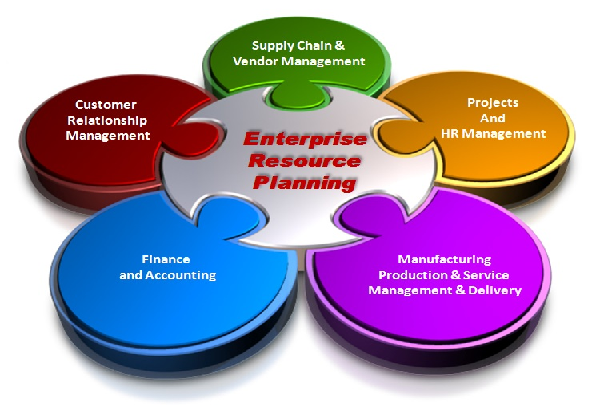 Supply Chain &
Vendor Management
Customer
Relationship
Management
Projects
And
HR Management
Enterprise
Resource
Planning
Finance
and Accounting
Manufacturing
Production & Service
Management & Delivery